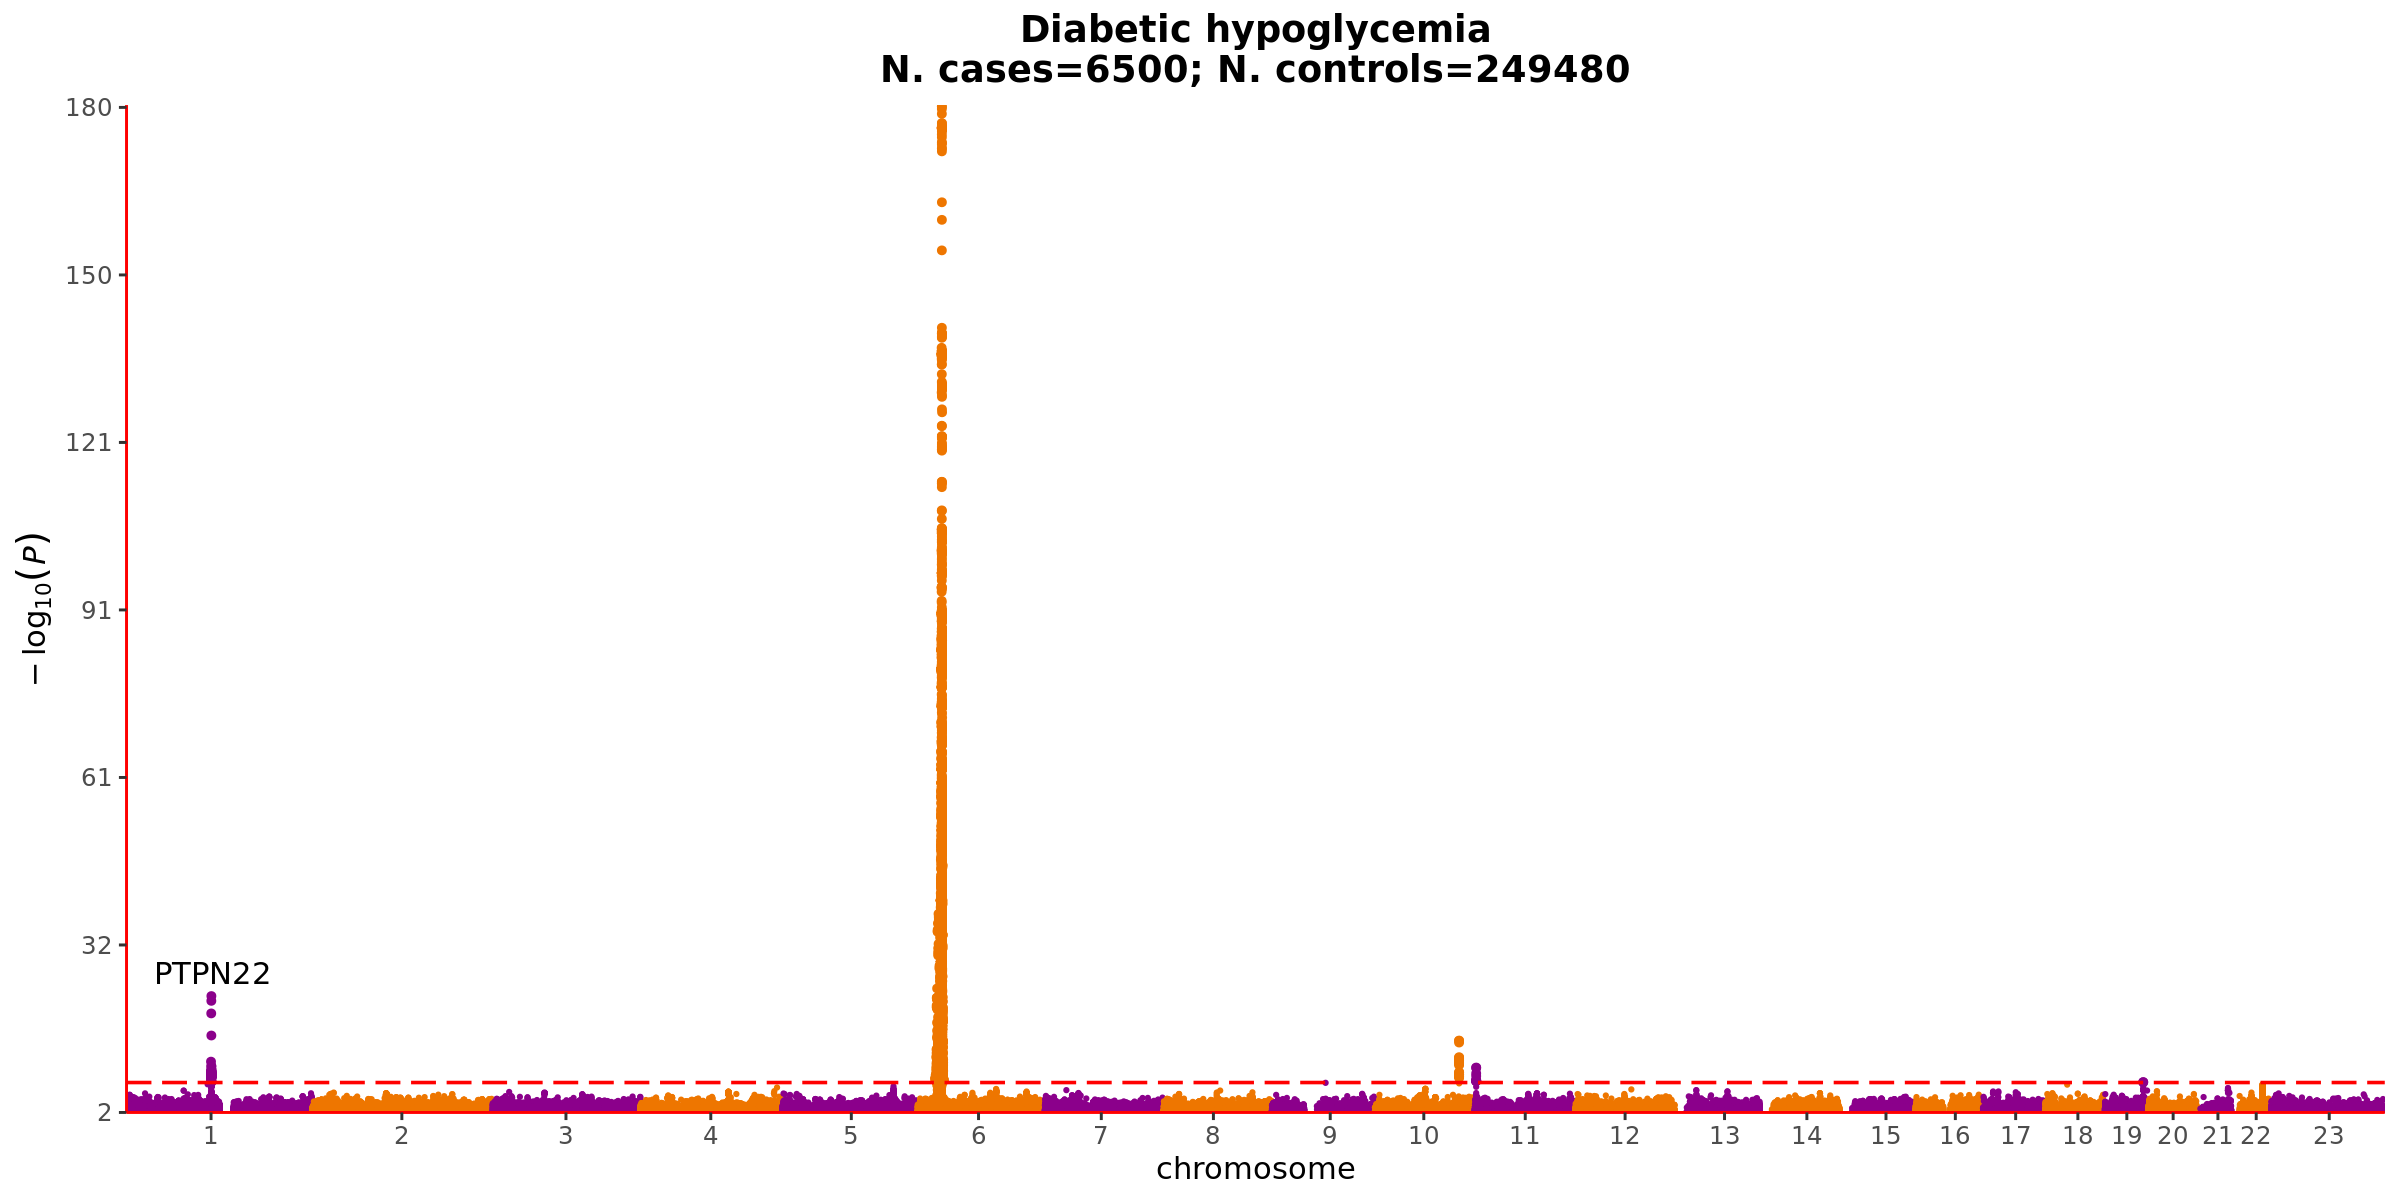 Diabetic hypoglycemia
N. cases=6500; N. controls=249480
180
150
121
91
61
32
2
−log₁₀(P)
PTPN22
1 2 3 4 5 6 7 8 9 10 11 12 13 14 15 16 17 18 19 20 21 22 23
chromosome